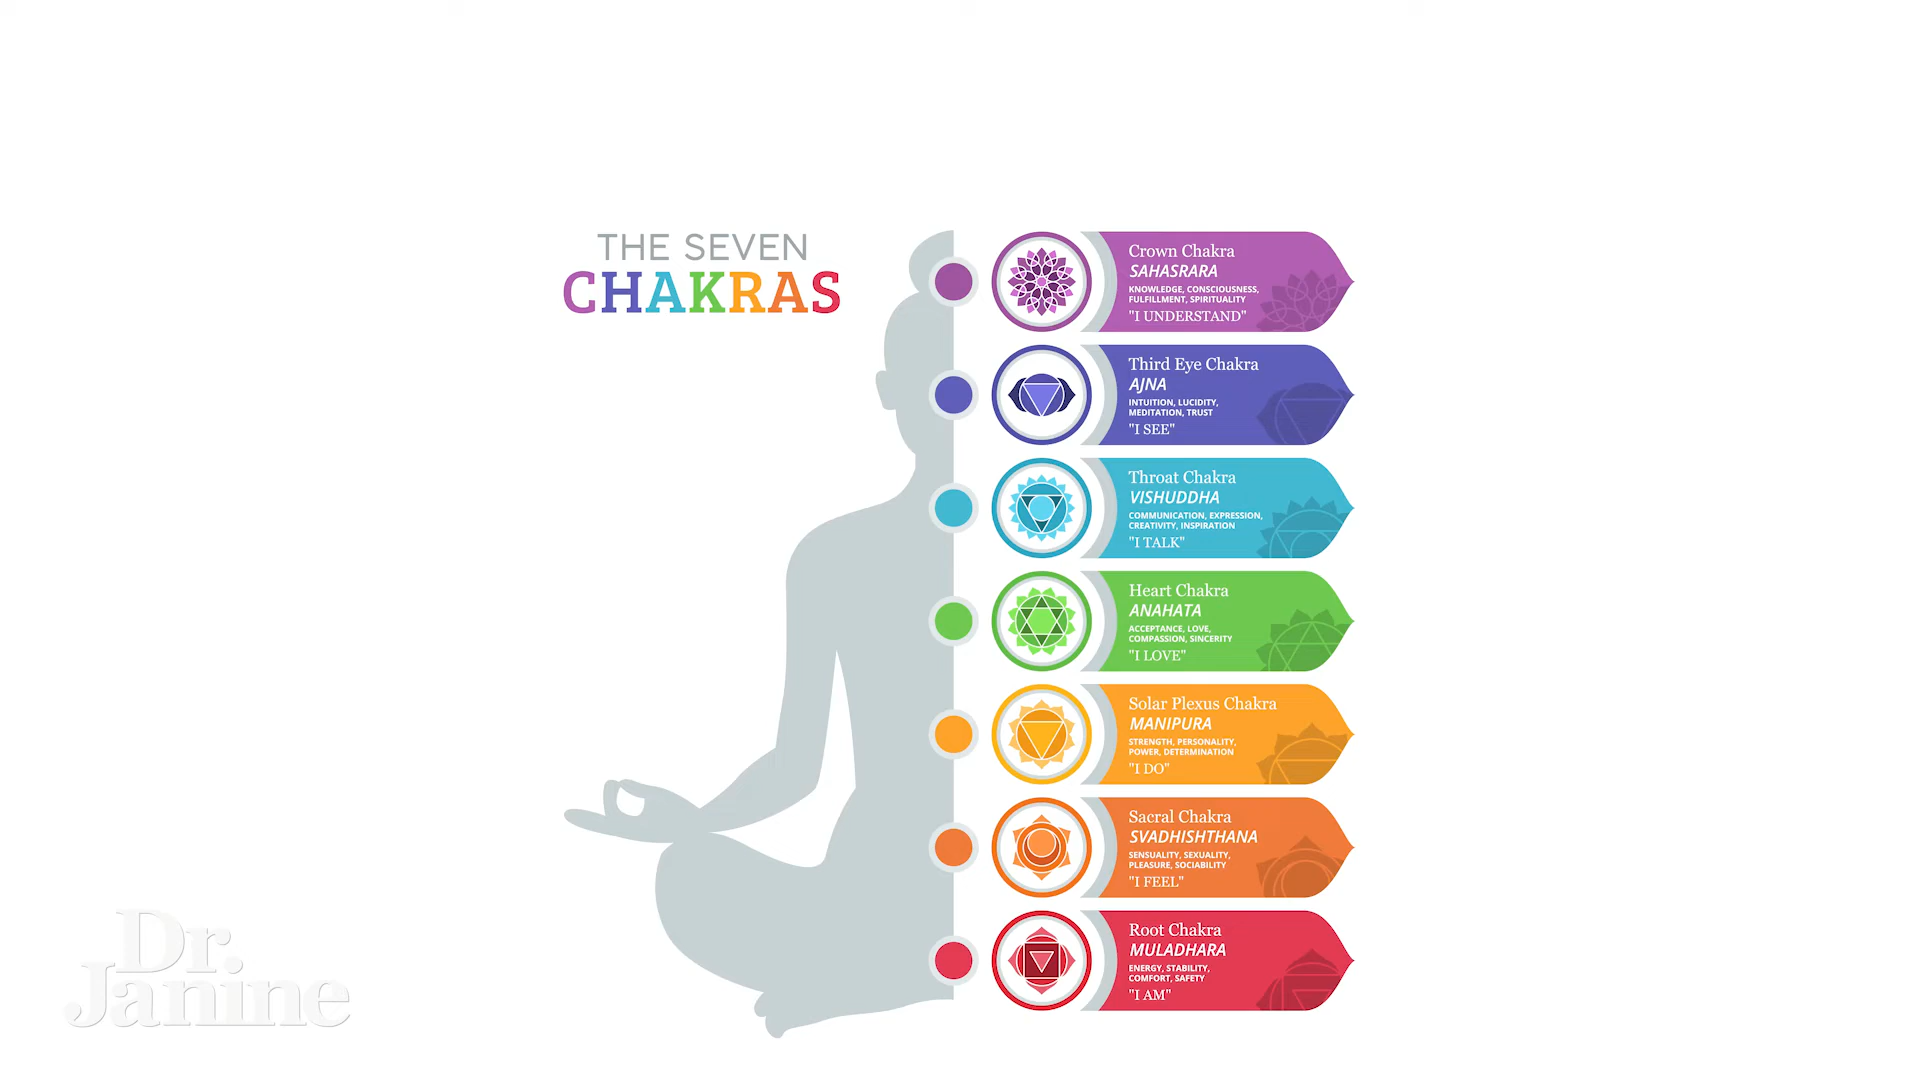 THE SEVEN
CHAKRAS
Crown Chakra
SAHASRARA
KNOWLEDGE, CONSCIOUSNESS,
FULFILLMENT, SPIRITUALITY
"I UNDERSTAND"
Third Eye Chakra
AJNA
INTUITION, LUCIDITY,
MEDITATION, TRUST
"I SEE"
Throat Chakra
VISHUDDHA
COMMUNICATION, EXPRESSION,
CREATIVITY, INSPIRATION
"I TALK"
Heart Chakra
ANAHATA
ACCEPTANCE, LOVE,
COMPASSION, SINCERITY
"I LOVE"
Solar Plexus Chakra
MANIPURA
STRENGTH, PERSONALITY,
POWER, DETERMINATION
"I DO"
Sacral Chakra
SVADHISHTHANA
SENSUALITY, SEXUALITY,
PLEASURE, SOCIABILITY
"I FEEL"
Root Chakra
MULADHARA
ENERGY, STABILITY,
COMFORT, SAFETY
"I AM"
Dr.
Janine